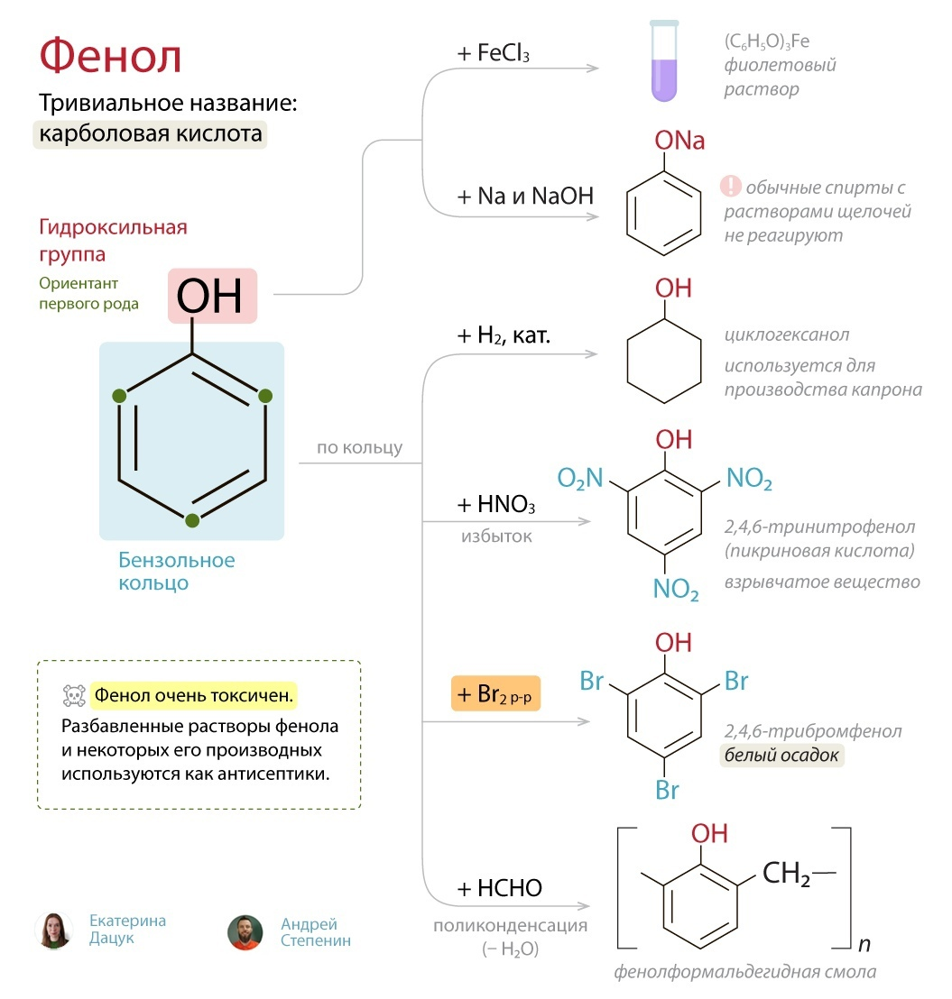 Фенол
Тривиальное название:
карболовая кислота
Гидроксильная
группа
Ориентант
первого рода
OH
Бензольное
кольцо
+ FeCl₃
(C₆H₅O)₃Fe
фиолетовый
раствор
+ Na и NaOH
ONa
! обычные спирты с
растворами щелочей
не реагируют
по кольцу
+ H₂, кат.
OH
циклогексанол
используется для
производства капрона
+ HNO₃
избыток
OH
O₂N
NO₂
NO₂
2,4,6-тринитрофенол
(пикриновая кислота)
взрывчатое вещество
+ Br₂ р-р
OH
Br
Br
Br
2,4,6-трибромфенол
белый осадок
+ HCHO
поликонденсация
(− H₂O)
OH
CH₂—
n
фенолформальдегидная смола
Фенол очень токсичен.
Разбавленные растворы фенола
и некоторых его производных
используются как антисептики.
Екатерина
Дацук
Андрей
Степенин